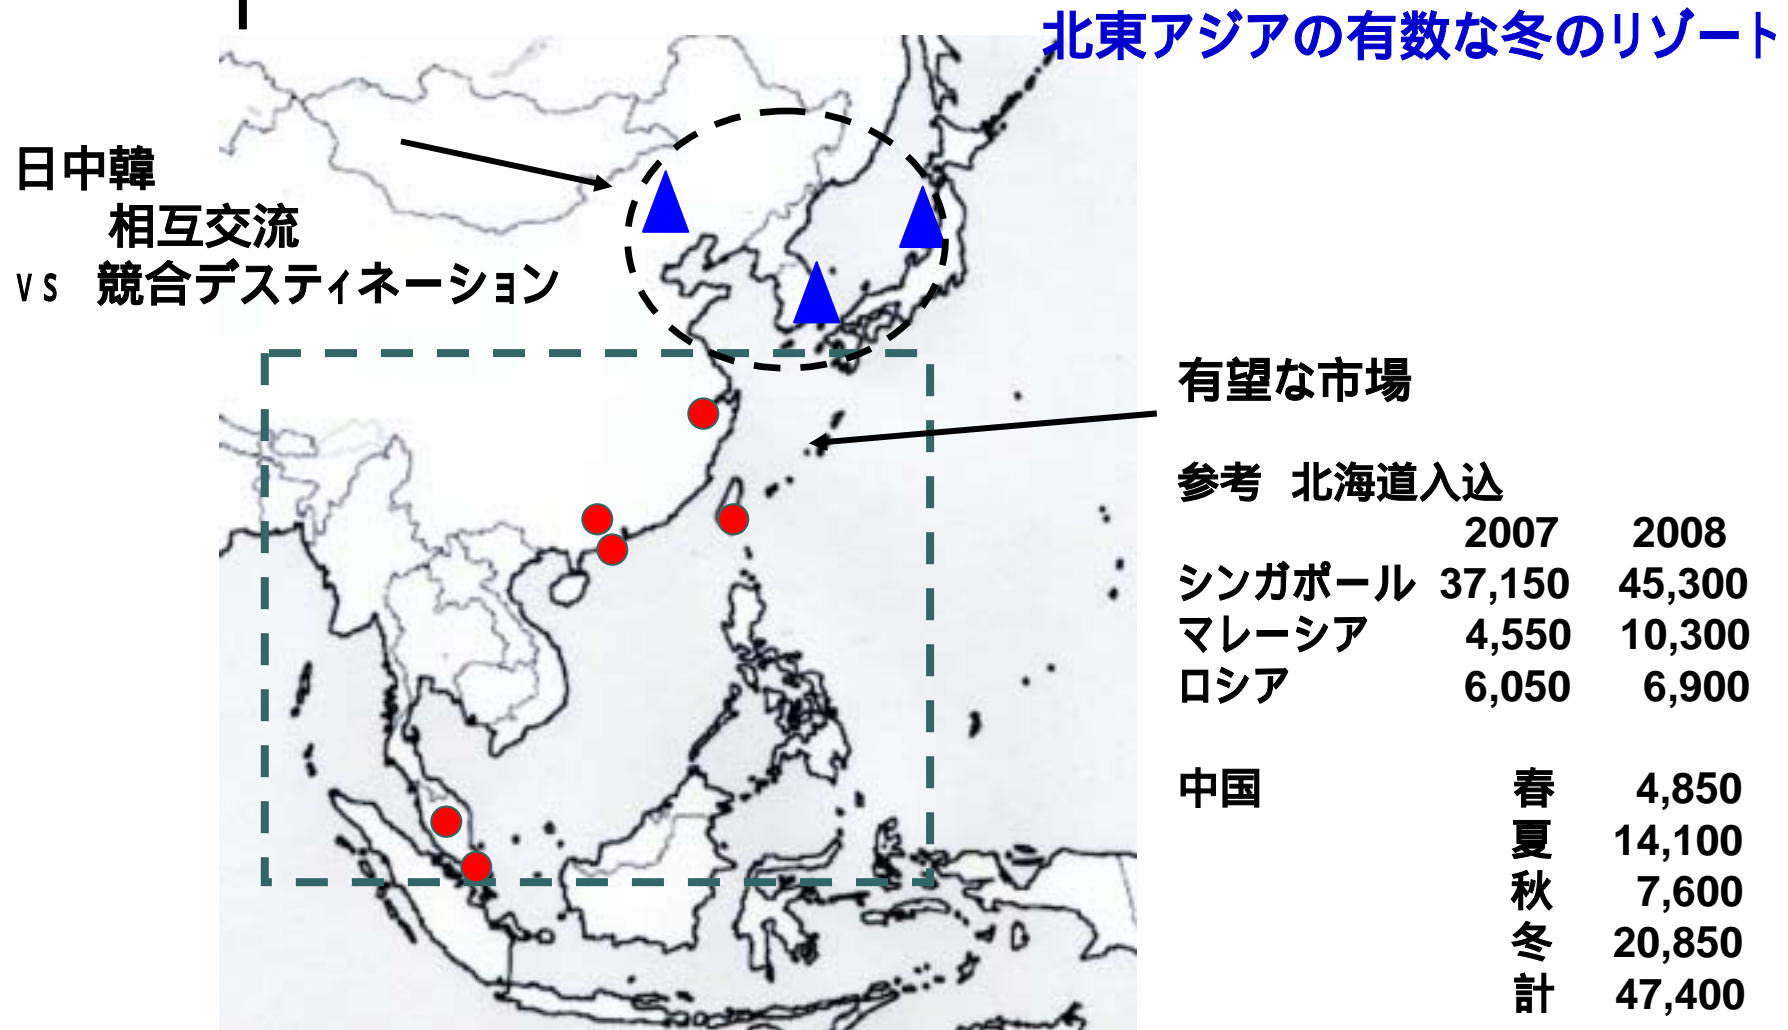 北東アジアの有数な冬のリゾート
日中韓
相互交流
VS 競合デスティネーション
有望な市場
参考 北海道入込
2007 2008
シンガポール 37,150 45,300
マレーシア 4,550 10,300
ロシア 6,050 6,900
中国 春 4,850
夏 14,100
秋 7,600
冬 20,850
計 47,400